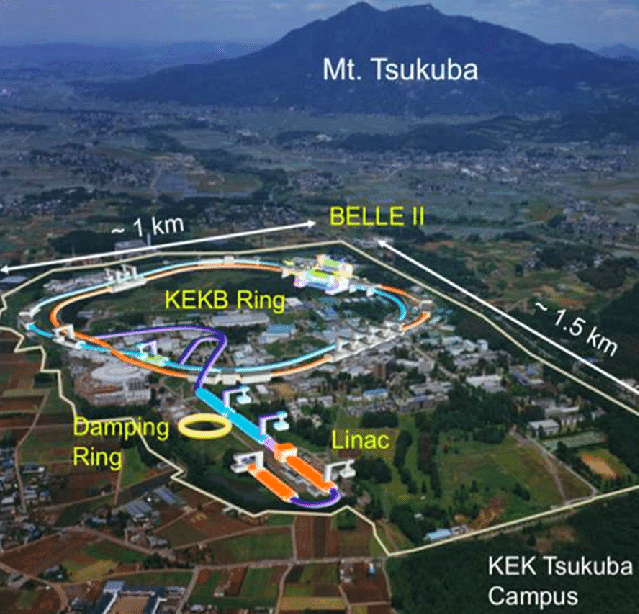 Mt. Tsukuba
~ 1 km
BELLE II
KEKB Ring
~ 1.5 km
Damping
Ring
Linac
KEK Tsukuba
Campus